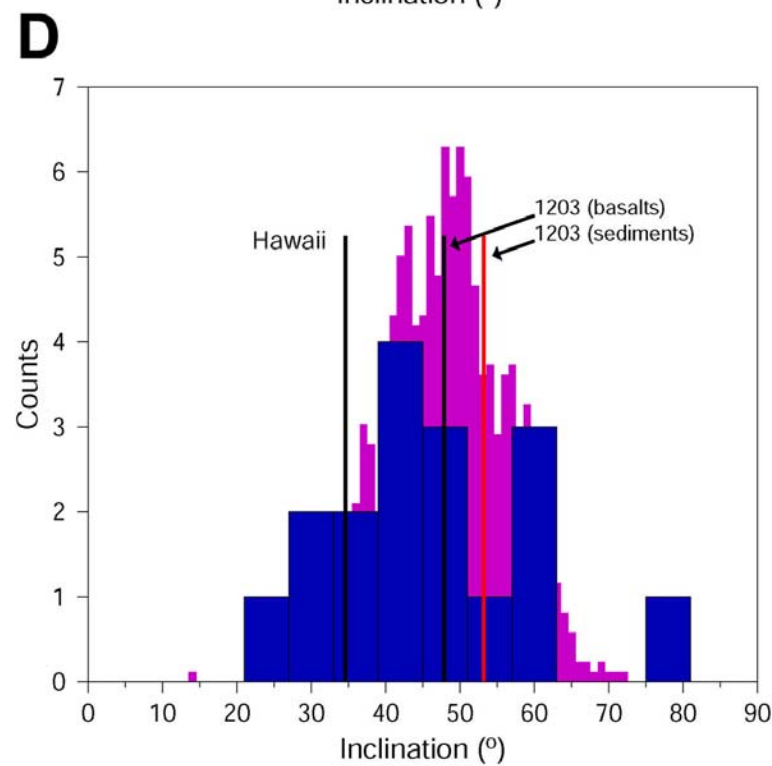 Inclination (°)
D
7
6
1203 (basalts)
1203 (sediments)
Hawaii
5
4
Counts
3
2
1
0
0 10 20 30 40 50 60 70 80 90
Inclination (º)